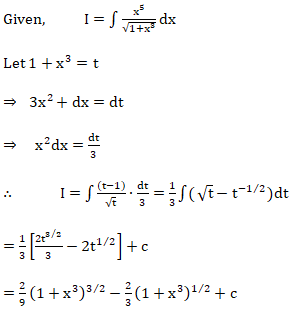 Given, I = ∫ x⁵/√(1+x³) dx
Let 1 + x³ = t
⇒ 3x² + dx = dt
⇒ x²dx = dt/3
∴ I = ∫ (t−1)/√t · dt/3 = 1/3 ∫(√t − t^(−1/2))dt
= 1/3 [2t^(3/2)/3 − 2t^(1/2)] + c
= 2/9 (1 + x³)^(3/2) − 2/3 (1 + x³)^(1/2) + c